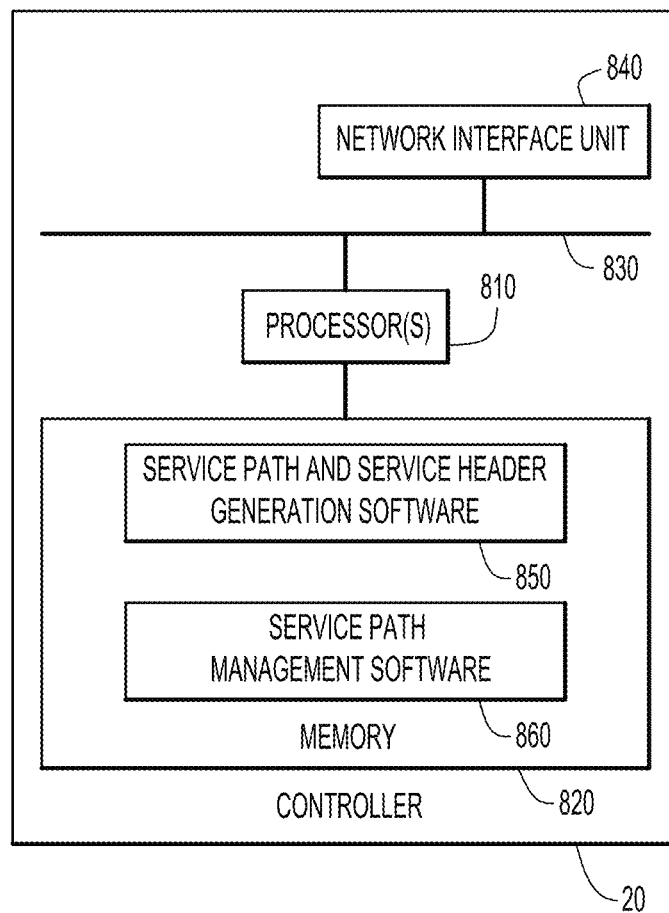 840
NETWORK INTERFACE UNIT
830
810
PROCESSOR(S)
SERVICE PATH AND SERVICE HEADER
GENERATION SOFTWARE
850
SERVICE PATH
MANAGEMENT SOFTWARE
860
MEMORY
820
CONTROLLER
20